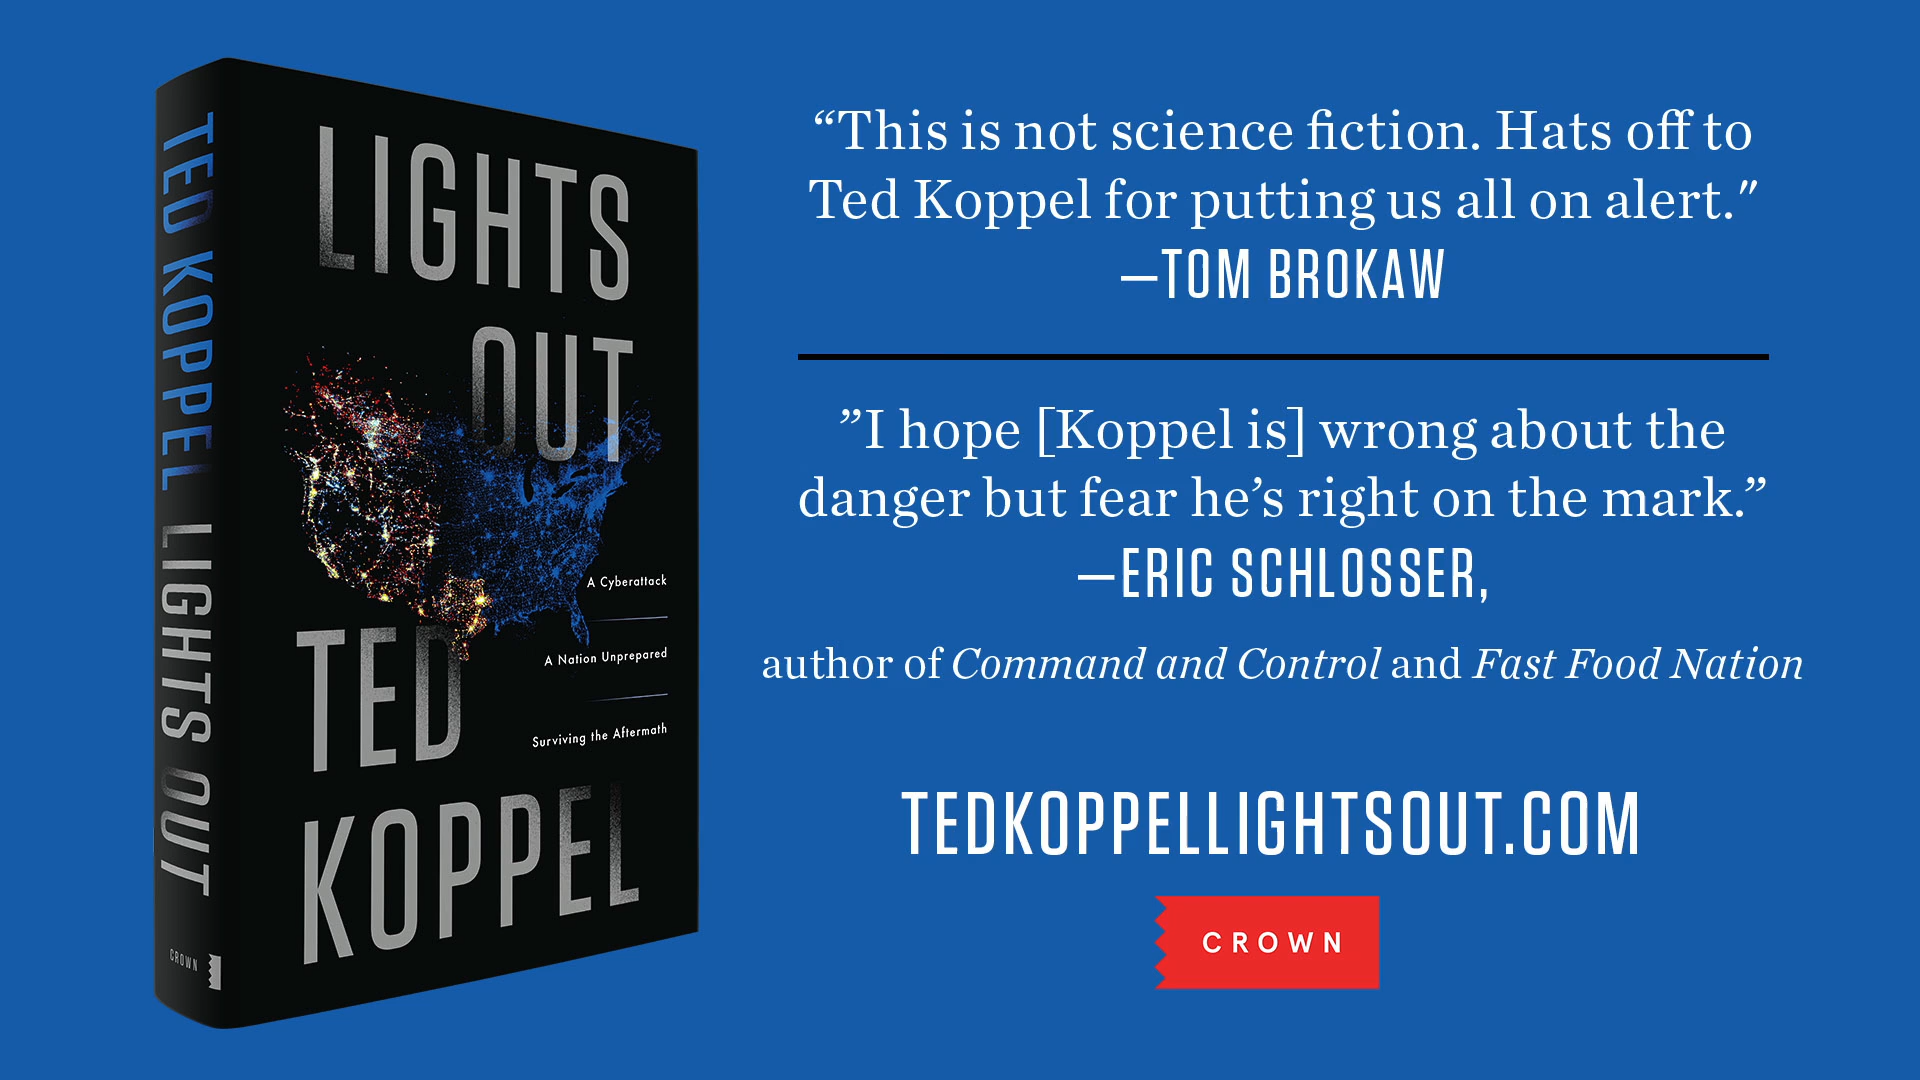 TED KOPPEL LIGHTS OUT
CROWN
LIGHTS
OUT
A Cyberattack
A Nation Unprepared
Surviving the Aftermath
TED
KOPPEL
“This is not science fiction. Hats off to
Ted Koppel for putting us all on alert."
—TOM BROKAW
”I hope [Koppel is] wrong about the
danger but fear he’s right on the mark.”
—ERIC SCHLOSSER,
author of Command and Control and Fast Food Nation
TEDKOPPELLIGHTSOUT.COM
CROWN